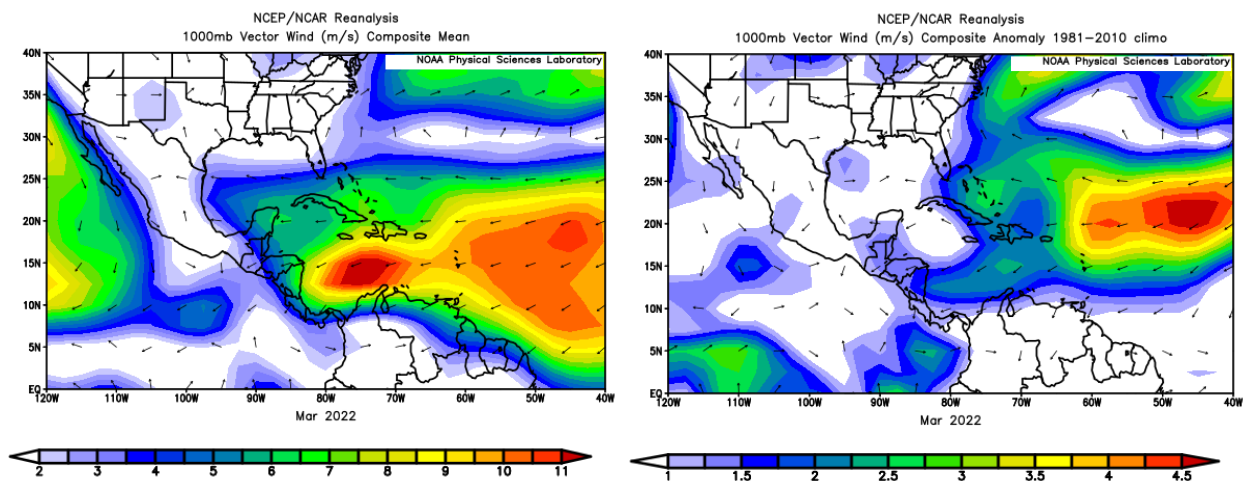 NCEP/NCAR Reanalysis
1000mb Vector Wind (m/s) Composite Mean
NOAA Physical Sciences Laboratory
40N
35N
30N
25N
20N
15N
10N
5N
EQ
120W 110W 100W 90W 80W 70W 60W 50W 40W
Mar 2022
2 3 4 5 6 7 8 9 10 11
NCEP/NCAR Reanalysis
1000mb Vector Wind (m/s) Composite Anomaly 1981-2010 climo
NOAA Physical Sciences Laboratory
40N
35N
30N
25N
20N
15N
10N
5N
EQ
120W 110W 100W 90W 80W 70W 60W 50W 40W
Mar 2022
1 1.5 2 2.5 3 3.5 4 4.5